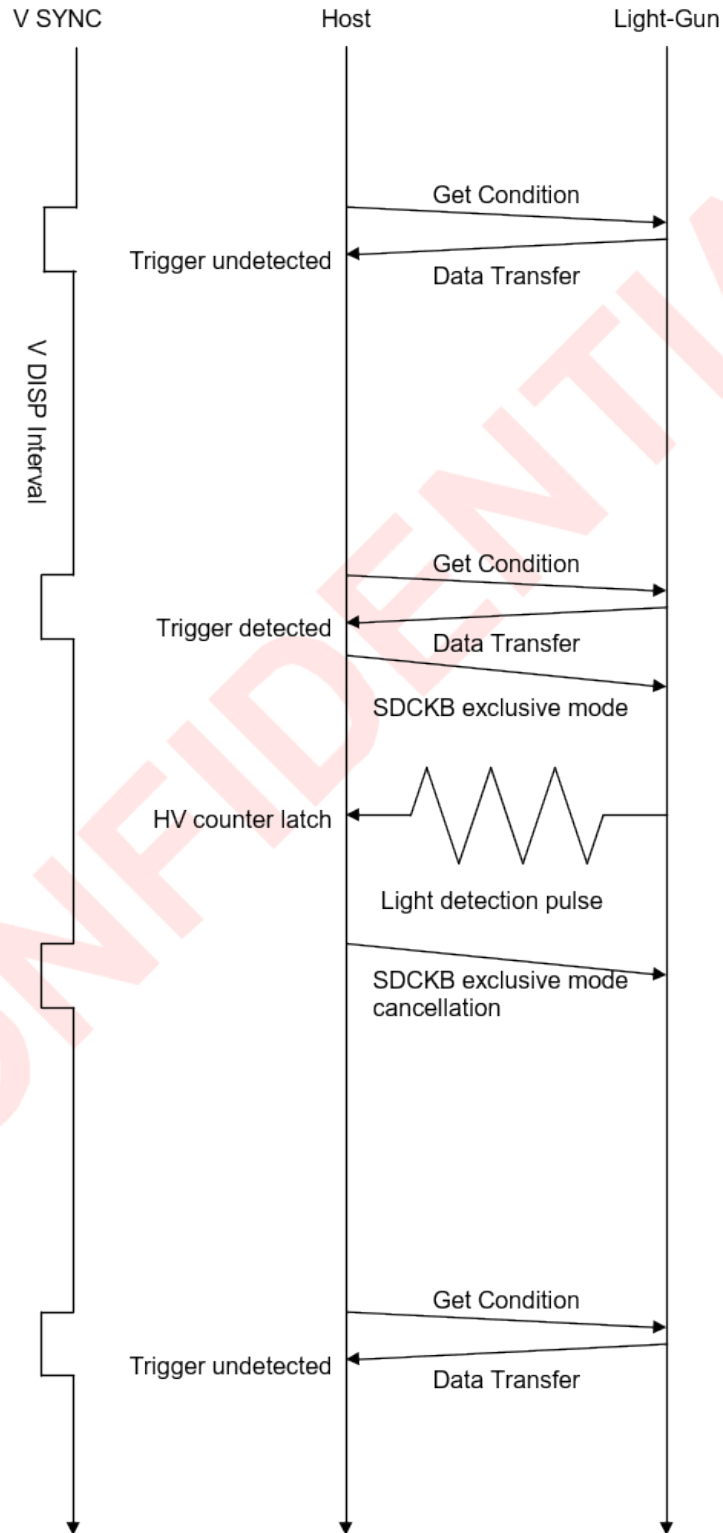 V SYNC
Host
Light-Gun
Get Condition
Trigger undetected
Data Transfer
V DISP Interval
Get Condition
Trigger detected
Data Transfer
SDCKB exclusive mode
HV counter latch
Light detection pulse
SDCKB exclusive mode
cancellation
Get Condition
Trigger undetected
Data Transfer
ONFIDENTIA